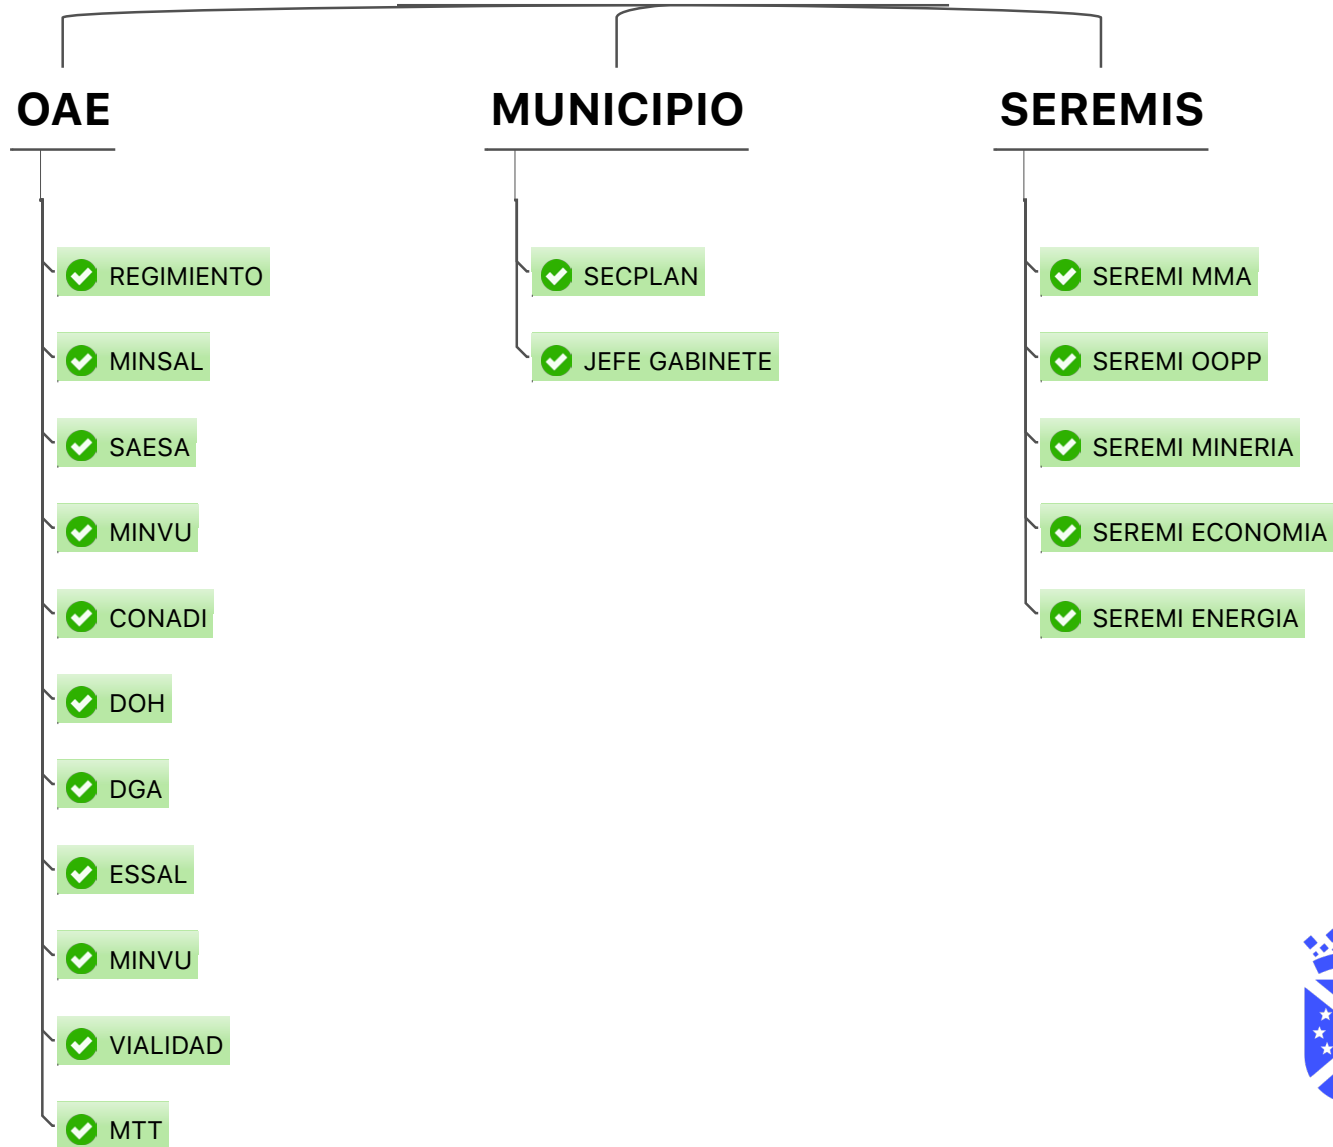 OAE
REGIMIENTO
MINSAL
SAESA
MINVU
CONADI
DOH
DGA
ESSAL
MINVU
VIALIDAD
MTT
MUNICIPIO
SECPLAN
JEFE GABINETE
SEREMIS
SEREMI MMA
SEREMI OOPP
SEREMI MINERIA
SEREMI ECONOMIA
SEREMI ENERGIA